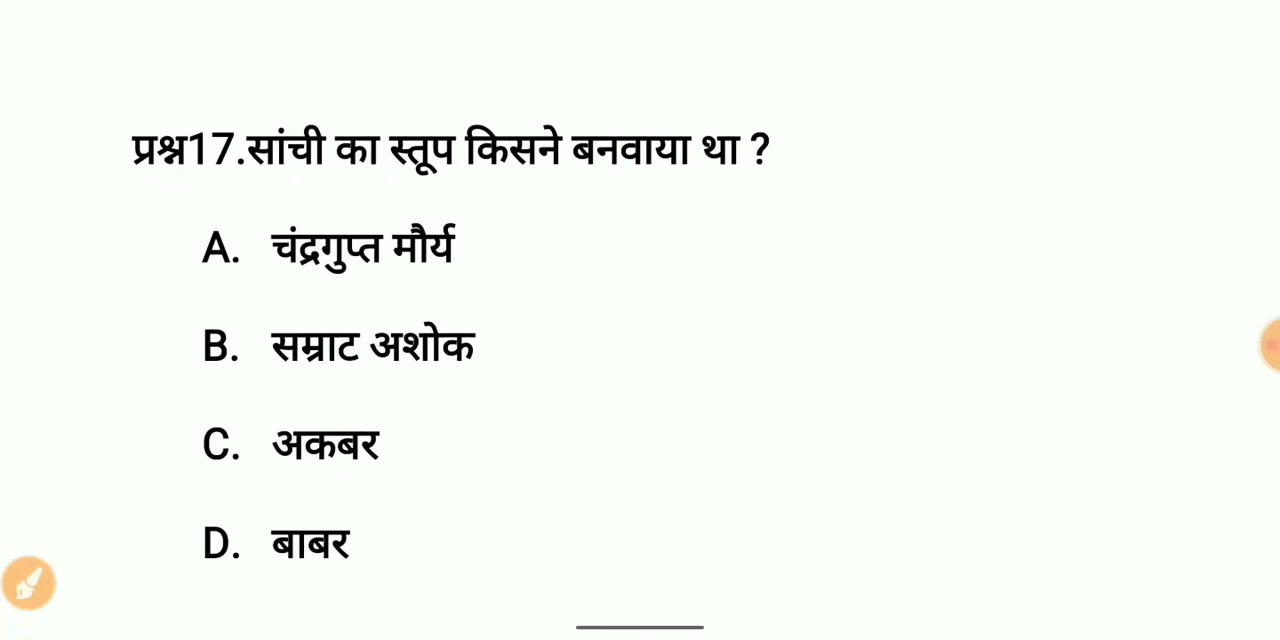 प्रश्न17.सांची का स्तूप किसने बनवाया था ?
A. चंद्रगुप्त मौर्य
B. सम्राट अशोक
C. अकबर
D. बाबर